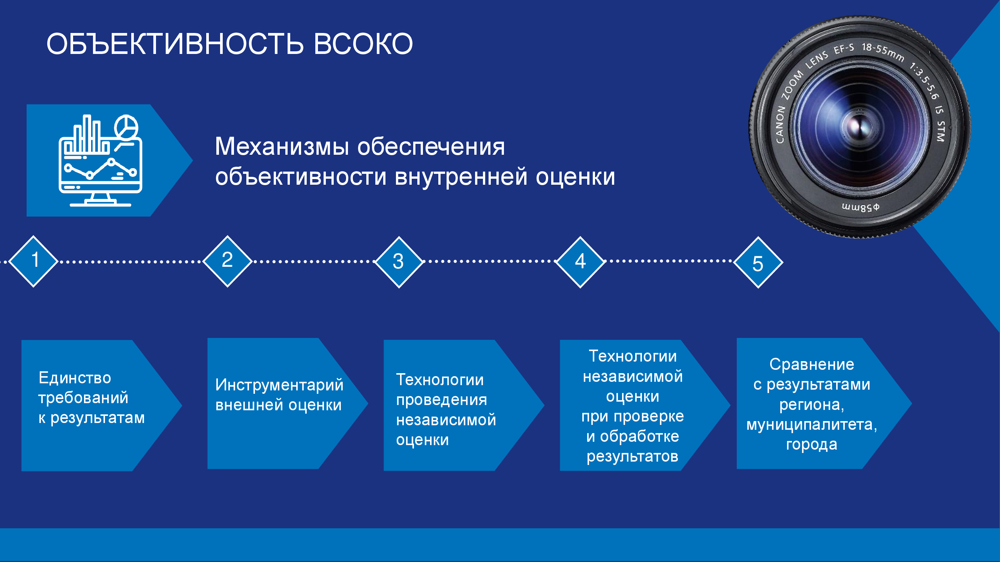 ОБЪЕКТИВНОСТЬ ВСОКО
CANON ZOOM LENS EF-S 18-55mm 1:3.5-5.6 IS STM
ф58mm
Механизмы обеспечения
объективности внутренней оценки
1
2
3
4
5
Единство
требований
к результатам
Инструментарий
внешней оценки
Технологии
проведения
независимой
оценки
Технологии
независимой
оценки
при проверке
и обработке
результатов
Сравнение
с результатами
региона,
муниципалитета,
города